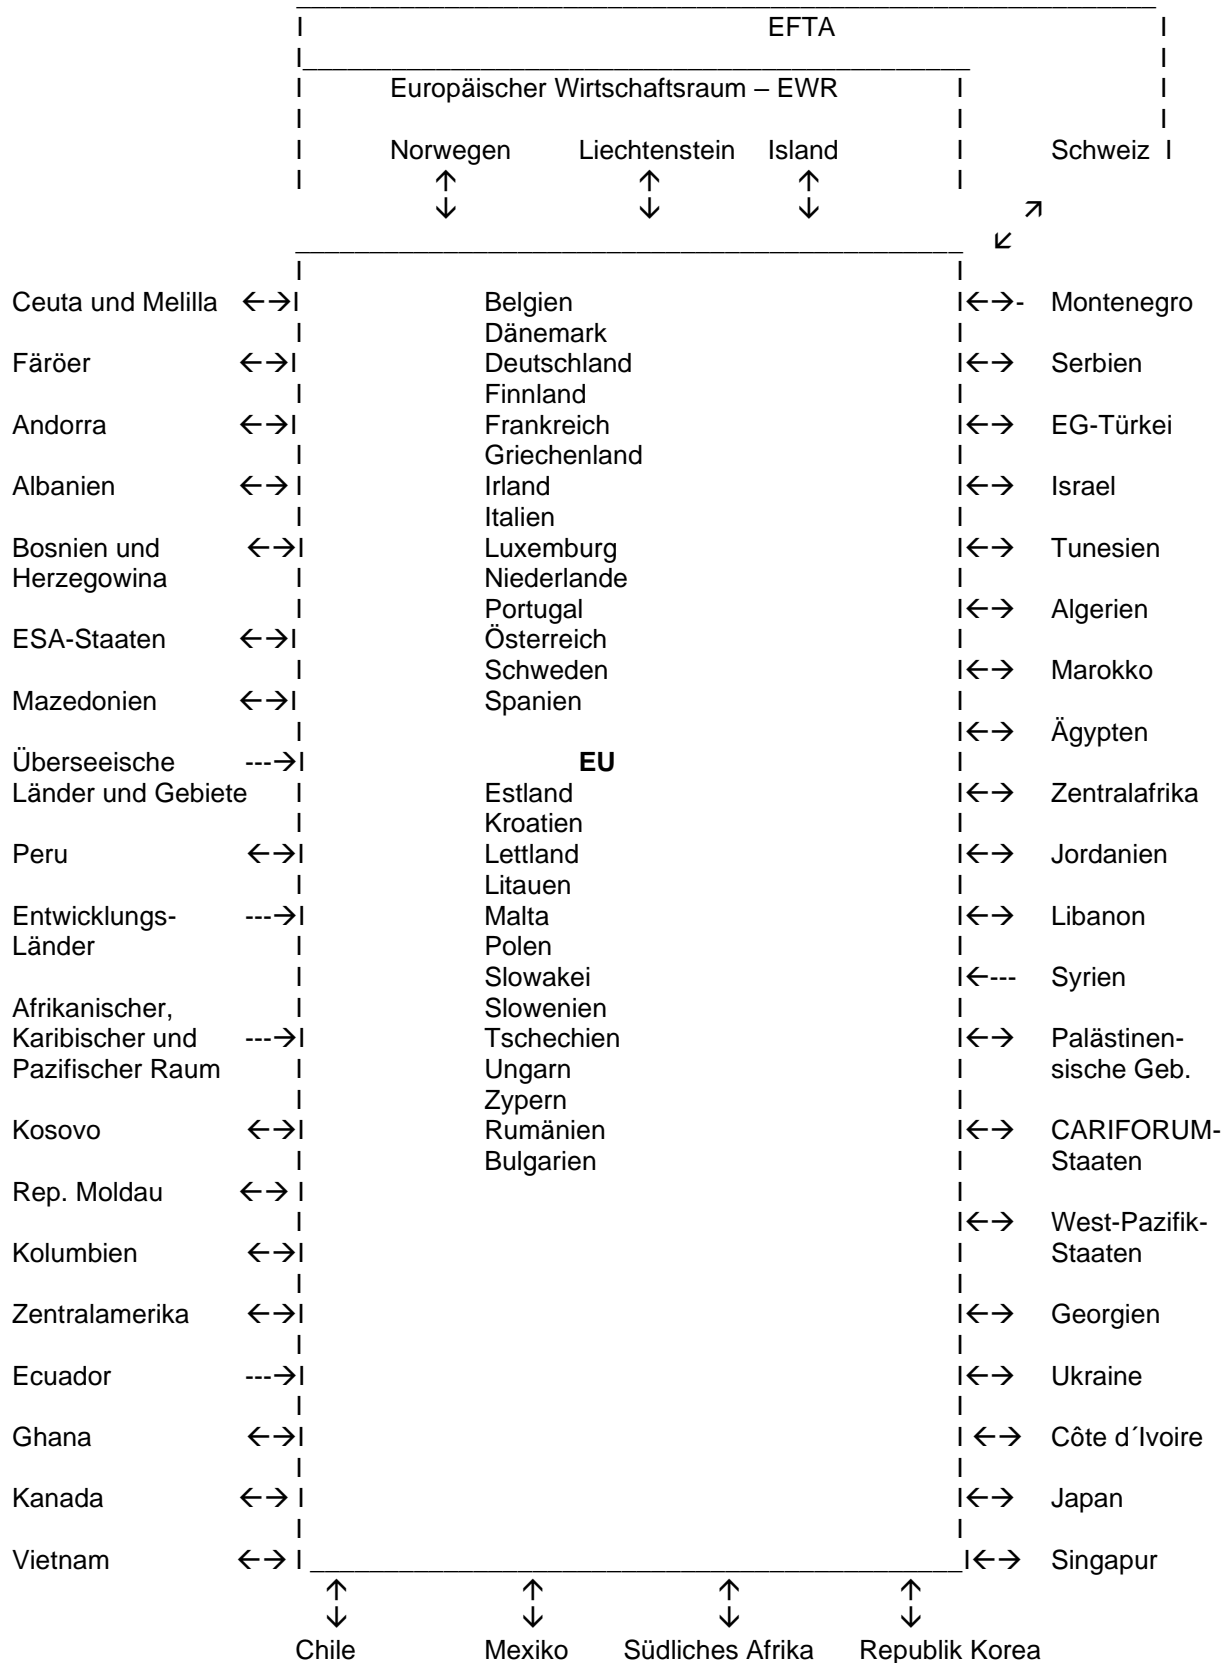 EFTA
Europäischer Wirtschaftsraum – EWR
Norwegen Liechtenstein Island Schweiz
Ceuta und Melilla ←→ Belgien ←→- Montenegro
Dänemark
Färöer ←→ Deutschland ←→ Serbien
Finnland
Andorra ←→ Frankreich ←→ EG-Türkei
Griechenland
Albanien ←→ Irland ←→ Israel
Italien
Bosnien und ←→ Luxemburg ←→ Tunesien
Herzegowina Niederlande
Portugal ←→ Algerien
ESA-Staaten ←→ Österreich
Schweden ←→ Marokko
Mazedonien ←→ Spanien
←→ Ägypten
Überseeische ---→ EU
Länder und Gebiete Estland ←→ Zentralafrika
Kroatien
Peru ←→ Lettland ←→ Jordanien
Litauen
Entwicklungs- ---→ Malta ←→ Libanon
Länder Polen
Slowakei ←--- Syrien
Afrikanischer, Slowenien
Karibischer und ---→ Tschechien ←→ Palästinen-
Pazifischer Raum Ungarn sische Geb.
Zypern
Kosovo ←→ Rumänien ←→ CARIFORUM-
Bulgarien Staaten
Rep. Moldau ←→
←→ West-Pazifik-
Kolumbien ←→ Staaten
Zentralamerika ←→ ←→ Georgien
Ecuador ---→ ←→ Ukraine
Ghana ←→ ←→ Côte d´Ivoire
Kanada ←→ ←→ Japan
Vietnam ←→ ←→ Singapur
Chile Mexiko Südliches Afrika Republik Korea